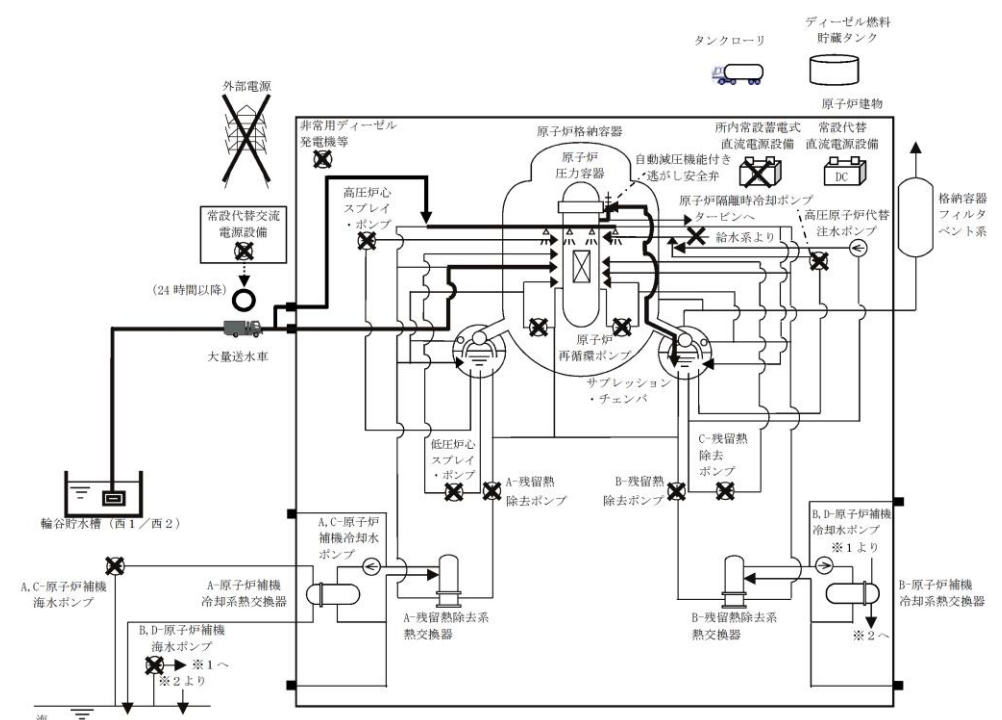 タンクローリ
ディーゼル燃料
貯蔵タンク
外部電源
原子炉建物
非常用ディーゼル
発電機等
原子炉格納容器
原子炉
圧力容器
自動減圧機能付き
逃がし安全弁
所内常設蓄電式
直流電源設備
常設代替
直流電源設備
DC
高圧炉心
スプレイ
・ポンプ
原子炉隔離時冷却ポンプ
タービンへ
給水系より
高圧原子炉代替
注水ポンプ
格納容器
フィルタ
ベント系
常設代替交流
電源設備
(24時間以降)
大量送水車
原子炉
再循環ポンプ
サプレッション
・チェンバ
低圧炉心
スプレイ
・ポンプ
A-残留熱
除去ポンプ
B-残留熱
除去ポンプ
C-残留熱
除去
ポンプ
輪谷貯水槽(西1/西2)
A,C-原子炉
補機冷却水
ポンプ
B,D-原子炉補機
冷却水ポンプ
※1より
A,C-原子炉補機
海水ポンプ
A-原子炉補機
冷却系熱交換器
A-残留熱除去系
熱交換器
B-残留熱除去系
熱交換器
B-原子炉補機
冷却系熱交換器
※2へ
B,D-原子炉補機
海水ポンプ
※1へ
※2より
海